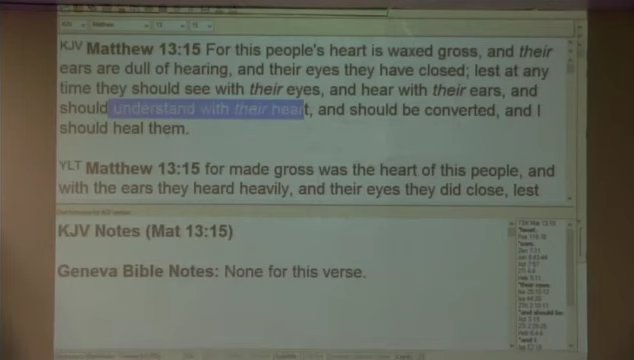 KJV Matthew 13:15 For this people's heart is waxed gross, and their
ears are dull of hearing, and their eyes they have closed; lest at any
time they should see with their eyes, and hear with their ears, and
should understand with their heart, and should be converted, and I
should heal them.
YLT Matthew 13:15 for made gross was the heart of this people, and
with the ears they heard heavily, and their eyes they did close, lest
KJV Notes (Mat 13:15)
Geneva Bible Notes: None for this verse.